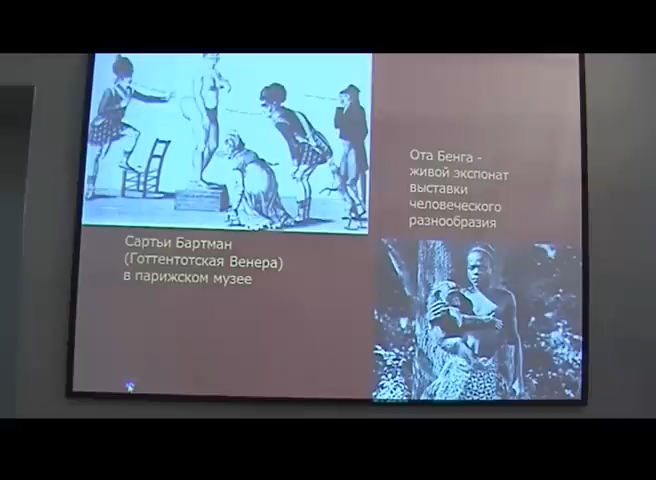 Ота Бенга -
живой экспонат
выставки
человеческого
разнообразия
Сартьи Бартман
(Готтентотская Венера)
в парижском музее